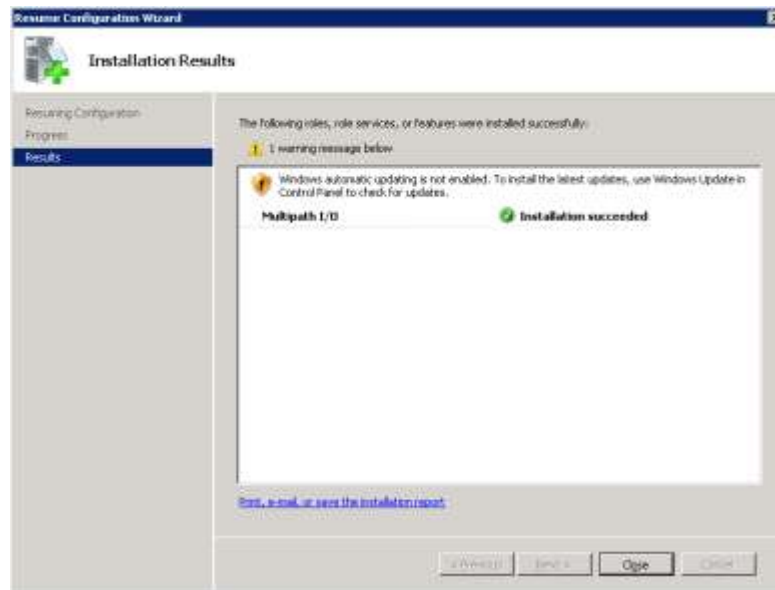 Resume Configuration Wizard
Installation Results
Resuming Configuration
Progress
Results
The following roles, role services, or features were installed successfully:
1 warning message below
Windows automatic updating is not enabled. To install the latest updates, use Windows Update in
Control Panel to check for updates.
Multipath I/O
Installation succeeded
Print, e-mail, or save the installation report
< Previous
Next >
Close
Cancel